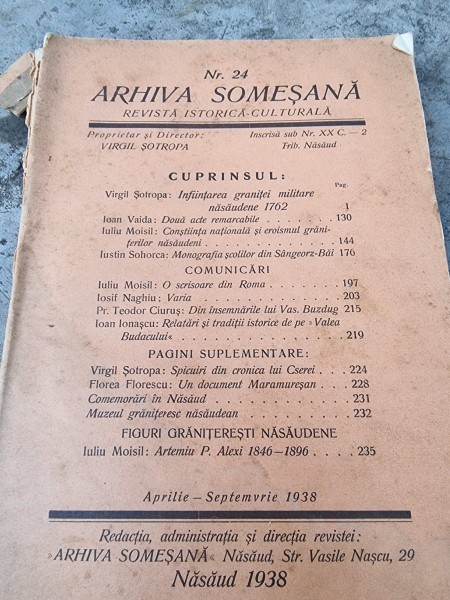 Nr. 24
ARHIVA SOMEȘANĂ
REVISTĂ ISTORICĂ-CULTURALĂ
Proprietar și Director: Inscrisă sub Nr. XX C. — 2
VIRGIL ȘOTROPA Trib. Năsăud
CUPRINSUL:
Pag.
Virgil Șotropa: Înființarea graniței militare
năsăudene 1762 1
Ioan Vaida: Două acte remarcabile . . . . . . . 130
Iuliu Moisil: Conștiința națională și eroismul grăni-
țerilor năsăudeni . . . . . . . . . . . . 144
Iustin Sohorca: Monografia școlilor din Sângeorz-Băi 176
COMUNICĂRI
Iuliu Moisil: O scrisoare din Roma . . . . . . . 197
Iosif Naghiu; Varia . . . . . . . . . . . . 203
Pr. Teodor Ciuruș: Din însemnările lui Vas. Buzdug 215
Ioan Ionașcu: Relatări și tradiții istorice de pe »Valea
Budacului« . . . . . . . . . . . . . . 219
PAGINI SUPLEMENTARE:
Virgil Șotropa: Spicuiri din cronica lui Cserei . . . 224
Florea Florescu: Un document Maramureșan . . . 228
Comemorări în Năsăud . . . . . . . . . . 231
Muzeul grănițeresc năsăudean . . . . . . . . . 232
FIGURI GRĂNIȚEREȘTI NĂSĂUDENE
Iuliu Moisil: Artemiu P. Alexi 1846—1896 . . . . 235
Aprilie — Septemvrie 1938
Redacția, administrația și direcția revistei:
»ARHIVA SOMEȘANĂ« Năsăud, Str. Vasile Nașcu, 29
Năsăud 1938